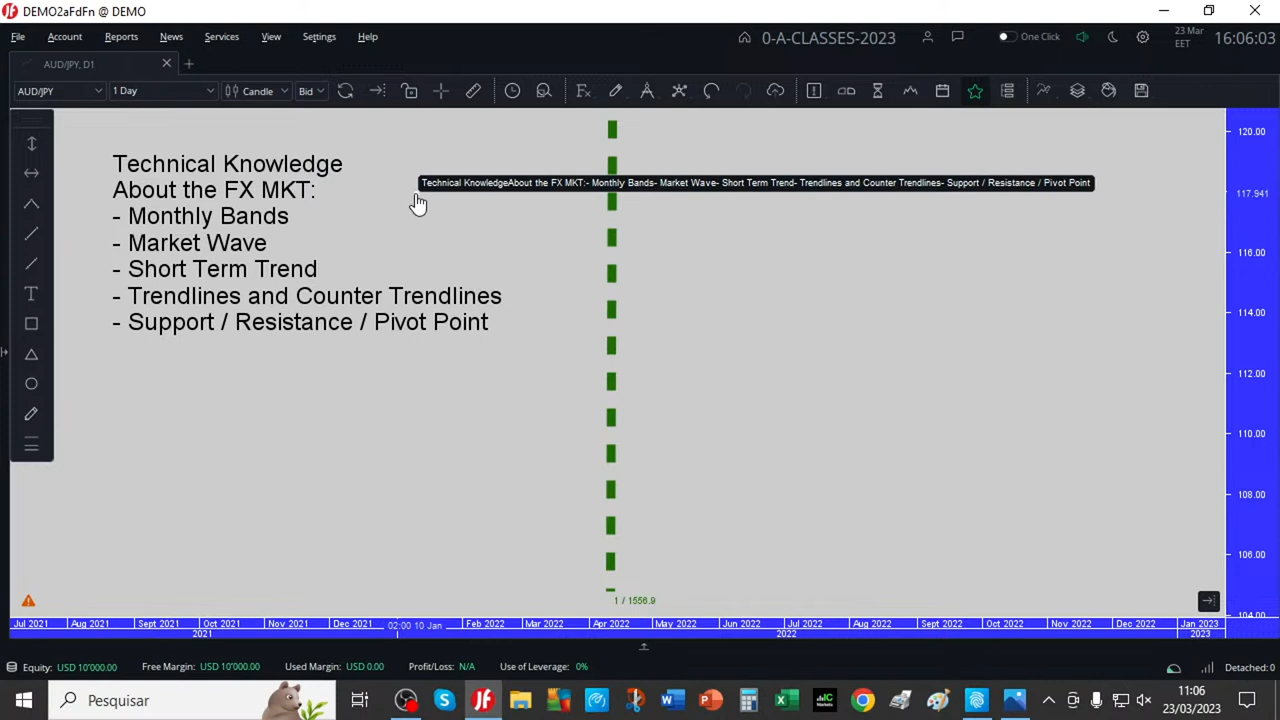 DEMO2aFdFn @ DEMO
File Account Reports News Services View Settings Help
0-A-CLASSES-2023
One Click
23 Mar
EET
16:06:03
AUD/JPY, D1
AUD/JPY
1 Day
Candle
Bid
Technical Knowledge
About the FX MKT:
- Monthly Bands
- Market Wave
- Short Term Trend
- Trendlines and Counter Trendlines
- Support / Resistance / Pivot Point
Technical KnowledgeAbout the FX MKT:- Monthly Bands- Market Wave- Short Term Trend- Trendlines and Counter Trendlines- Support / Resistance / Pivot Point
120.00
117.941
116.00
114.00
112.00
110.00
108.00
106.00
104.00
1 / 1556.9
Jul 2021 Aug 2021 Sept 2021 Oct 2021 Nov 2021 Dec 2021 02:00 10 Jan Feb 2022 Mar 2022 Apr 2022 May 2022 Jun 2022 Jul 2022 Aug 2022 Sept 2022 Oct 2022 Nov 2022 Dec 2022 Jan 2023
2021 2022 2023
Equity: USD 10'000.00 Free Margin: USD 10'000.00 Used Margin: USD 0.00 Profit/Loss: N/A Use of Leverage: 0% Detached: 0
Pesquisar
11:06
23/03/2023